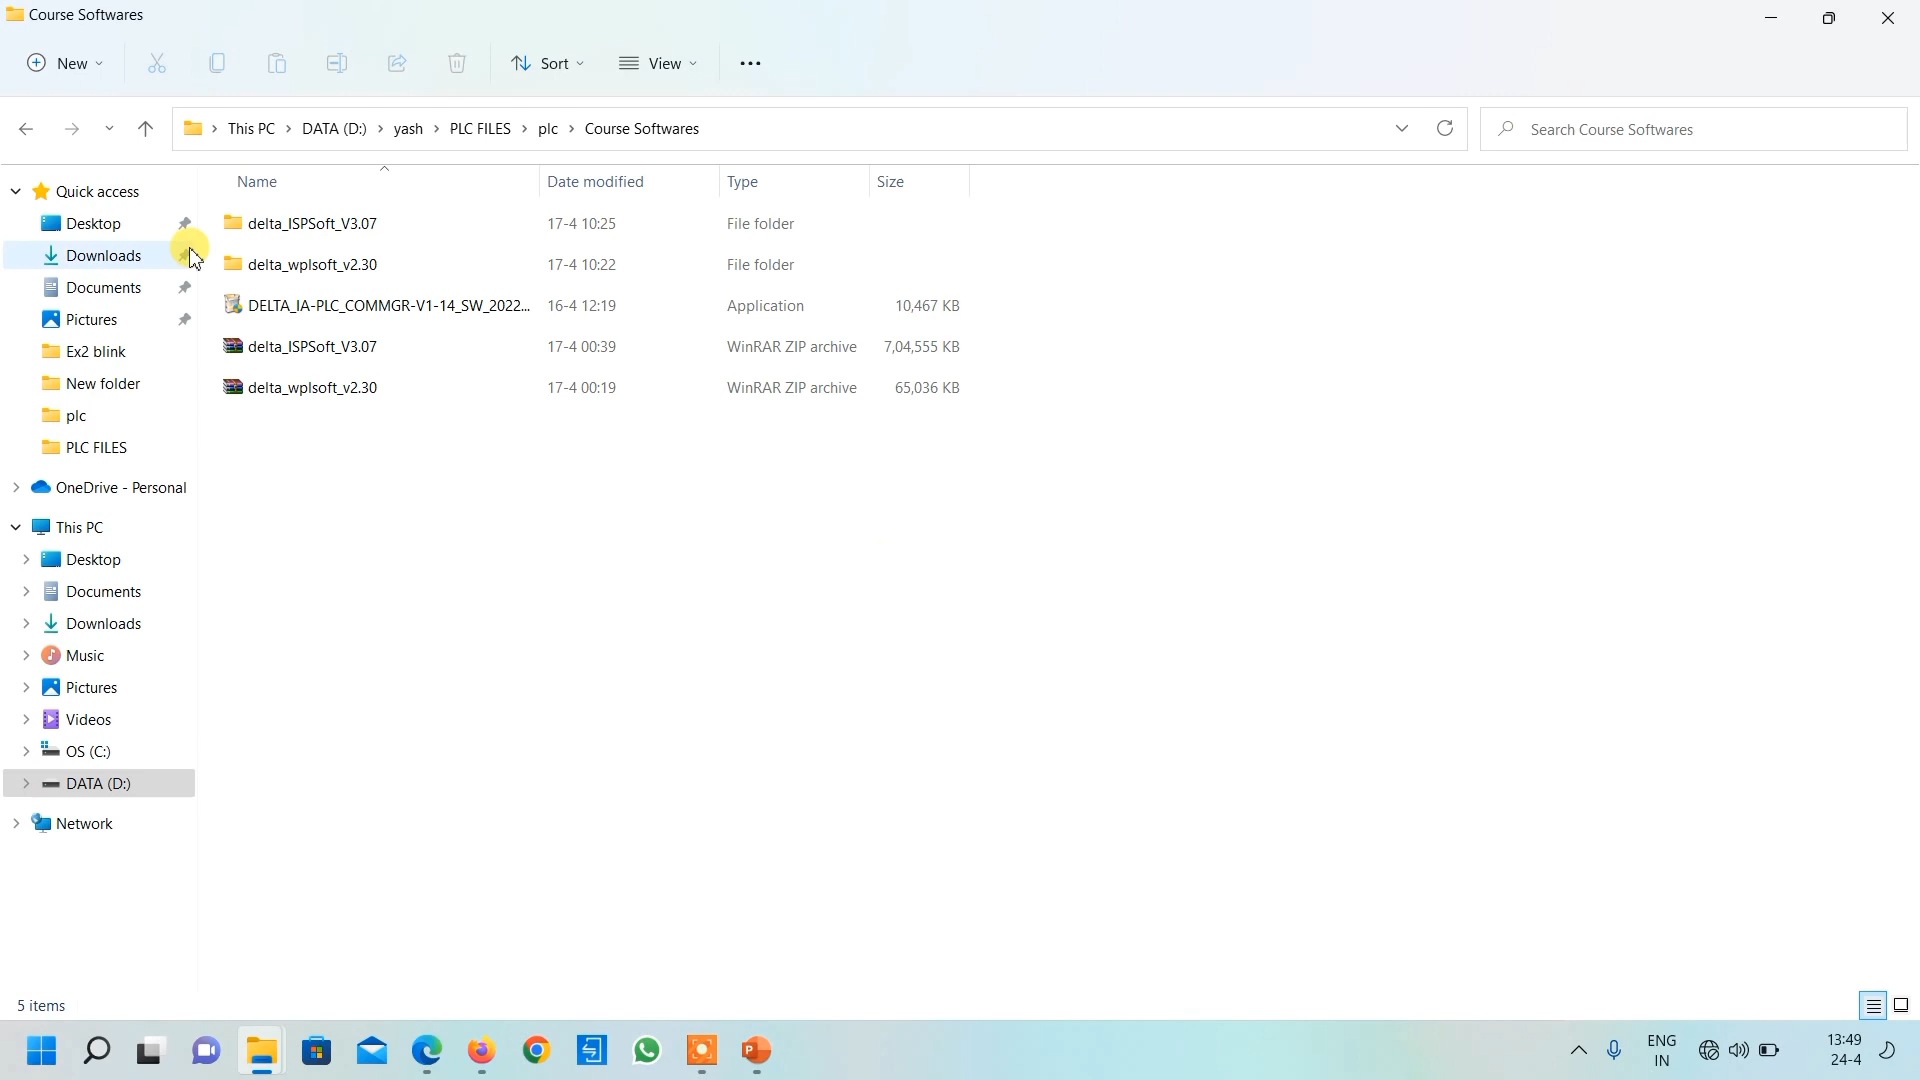 Course Softwares
New
Sort
View
This PC > DATA (D:) > yash > PLC FILES > plc > Course Softwares
Search Course Softwares
Name Date modified Type Size
Quick access
Desktop
Downloads
Documents
Pictures
Ex2 blink
New folder
plc
PLC FILES
OneDrive - Personal
This PC
Desktop
Documents
Downloads
Music
Pictures
Videos
OS (C:)
DATA (D:)
Network
delta_ISPSoft_V3.07 17-4 10:25 File folder
delta_wplsoft_v2.30 17-4 10:22 File folder
DELTA_IA-PLC_COMMGR-V1-14_SW_2022... 16-4 12:19 Application 10,467 KB
delta_ISPSoft_V3.07 17-4 00:39 WinRAR ZIP archive 7,04,555 KB
delta_wplsoft_v2.30 17-4 00:19 WinRAR ZIP archive 65,036 KB
5 items
ENG
IN
13:49
24-4